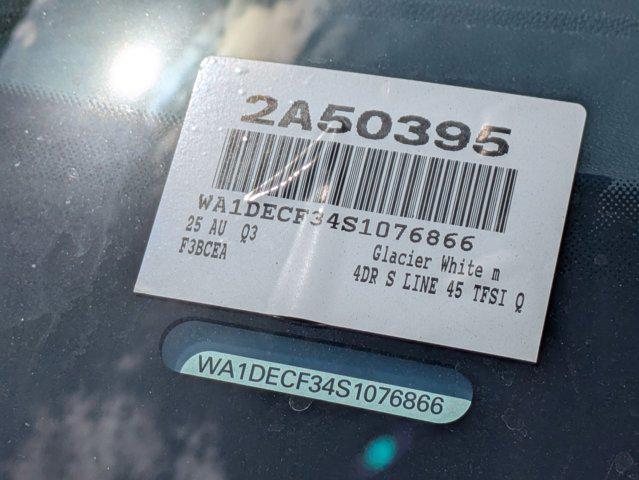 2A50395
WA1DECF34S1076866
25 AU Q3 Glacier White m
F3BCEA 4DR S LINE 45 TFSI Q
WA1DECF34S1076866